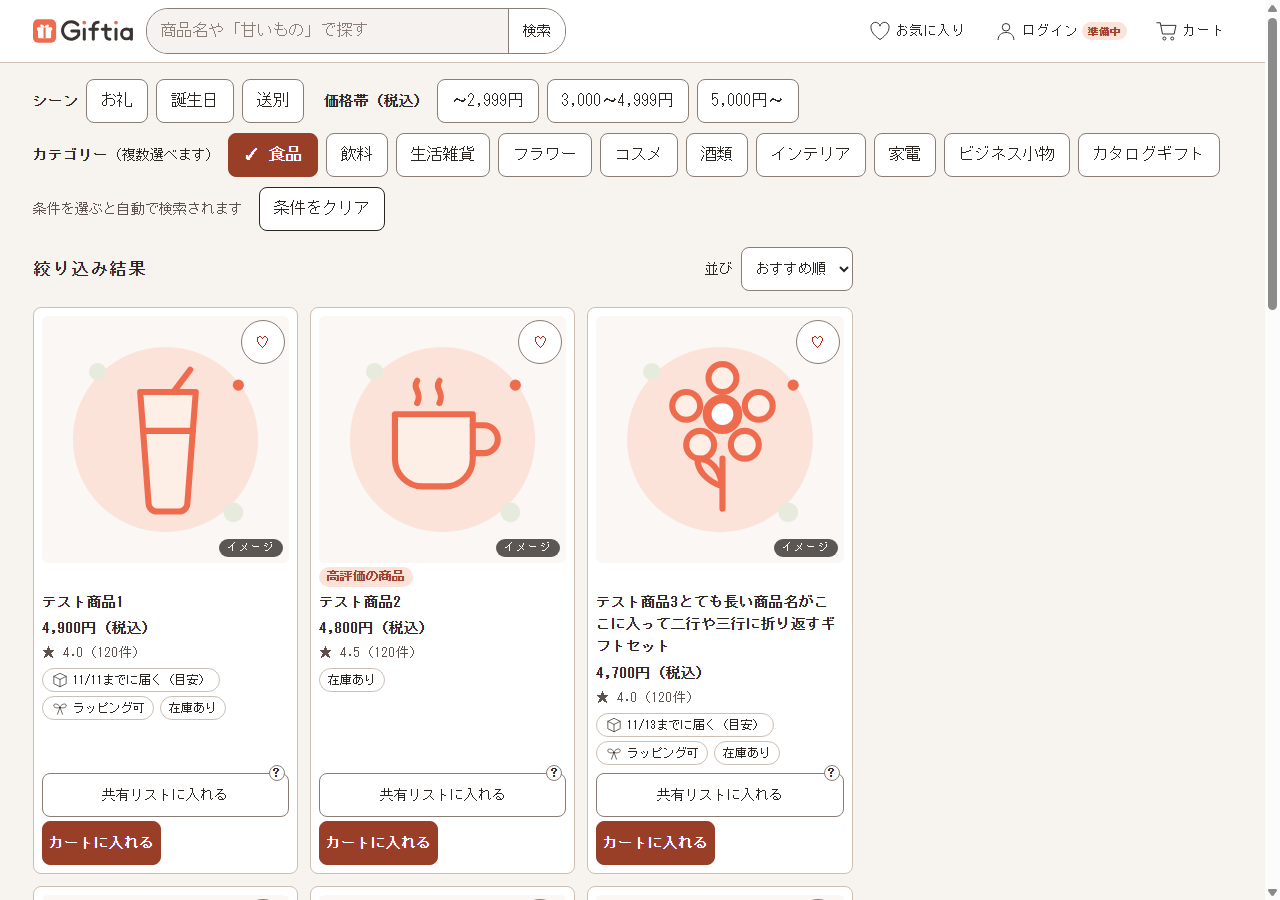 Giftia 商品名や「甘いもの」で探す 検索 お気に入り ログイン 準備中 カート
シーン お礼 誕生日 送別 価格帯（税込） 〜2,999円 3,000〜4,999円 5,000円〜
カテゴリー（複数選べます） ✓ 食品 飲料 生活雑貨 フラワー コスメ 酒類 インテリア 家電 ビジネス小物 カタログギフト
条件を選ぶと自動で検索されます 条件をクリア
絞り込み結果 並び おすすめ順
イメージ
テスト商品1
4,900円（税込）
★ 4.0（120件）
11/11までに届く（目安）
ラッピング可 在庫あり
?
共有リストに入れる
カートに入れる
イメージ
高評価の商品
テスト商品2
4,800円（税込）
★ 4.5（120件）
在庫あり
?
共有リストに入れる
カートに入れる
イメージ
テスト商品3とても長い商品名がこ
こに入って二行や三行に折り返すギ
フトセット
4,700円（税込）
★ 4.0（120件）
11/13までに届く（目安）
ラッピング可 在庫あり
?
共有リストに入れる
カートに入れる